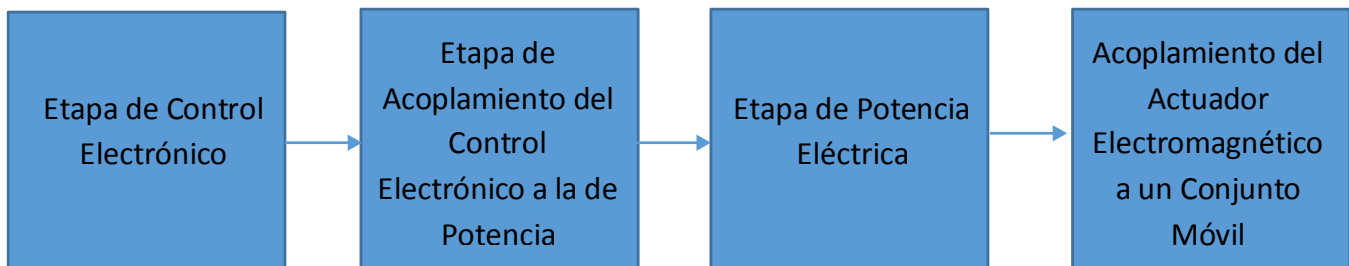 Etapa de Control
Electrónico
Etapa de
Acoplamiento del
Control
Electrónico a la de
Potencia
Etapa de Potencia
Eléctrica
Acoplamiento del
Actuador
Electromagnético
a un Conjunto
Móvil